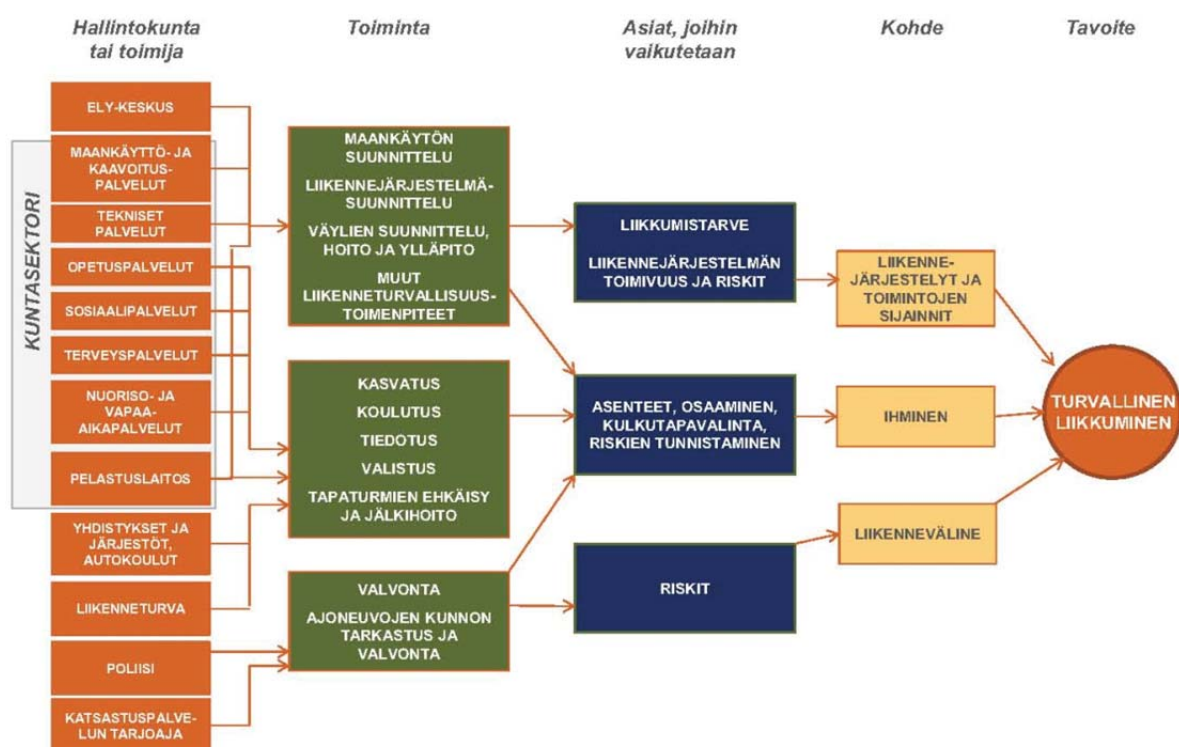 Hallintokunta
tai toimija
Toiminta
Asiat, joihin
vaikutetaan
Kohde
Tavoite
KUNTASEKTORI
ELY-KESKUS
MAANKÄYTTÖ- JA
KAAVOITUS-
PALVELUT
TEKNISET
PALVELUT
OPETUSPALVELUT
SOSIAALIPALVELUT
TERVEYSPALVELUT
NUORISO- JA
VAPAA-
AIKAPALVELUT
PELASTUSLAITOS
YHDISTYKSET JA
JÄRJESTÖT,
AUTOKOULUT
LIIKENNETURVA
POLIISI
KATSASTUSPALVE-
LUN TARJOAJA
MAANKÄYTÖN
SUUNNITTELU
LIIKENNEJÄRJESTELMÄ-
SUUNNITTELU
VÄYLIEN SUUNNITTELU,
HOITO JA YLLÄPITO
MUUT
LIIKENNETURVALLISUUS-
TOIMENPITEET
KASVATUS
KOULUTUS
TIEDOTUS
VALISTUS
TAPATURMIEN EHKÄISY
JA JÄLKIHOITO
VALVONTA
AJONEUVOJEN KUNNON
TARKASTUS JA
VALVONTA
LIIKKUMISTARVE
LIIKENNEJÄRJESTELMÄN
TOIMIVUUS JA RISKIT
ASENTEET, OSAAMINEN,
KULKUTAPAVALINTA,
RISKIEN TUNNISTAMINEN
RISKIT
LIIKENNE-
JÄRJESTELYT JA
TOIMINTOJEN
SIJAINNIT
IHMINEN
LIIKENNEVÄLINE
TURVALLINEN
LIIKKUMINEN